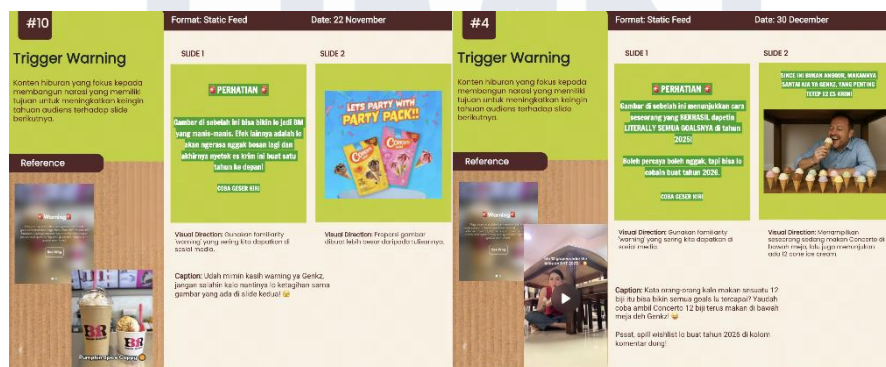 #10
Trigger Warning
Konten hiburan yang fokus kepada
membangun narasi yang memiliki
tujuan untuk meningkatkan keingin
tahuan audiens terhadap slide
berikutnya.
Reference
Warning
Pumpkin Spice Cappy
Format: Static Feed
Date: 22 November
SLIDE 1
SLIDE 2
PERHATIAN
Gambar di sebelah ini bisa bikin lo jadi BM
yang manis-manis. Efek lainnya adalah lo
akan ngerasa nggak bosan lagi dan
akhirnya nyetok es krim ini buat satu
tahun ke depan!
COBA GESER KIRI
LETS PARTY WITH
PARTY PACK!!
Visual Direction: Gunakan familiarity
'warning' yang sering kita dapatkan di
sosial media.
Visual Direction: Proporsi gambar
dibuat lebih besar daripada tulisannya.
Caption: Udah mimin kasih warning ya Genkz,
jangan salahin kalo nantinya lo ketagihan sama
gambar yang ada di slide kedua!
#4
Trigger Warning
Konten hiburan yang fokus kepada
membangun narasi yang memiliki
tujuan untuk meningkatkan keingin
tahuan audiens terhadap slide
berikutnya.
Reference
Warning
Format: Static Feed
Date: 30 December
SLIDE 1
SLIDE 2
PERHATIAN
Gambar di sebelah ini menunjukkan cara
seseorang yang BERHASIL dapetin
LITERALLY SEMUA GOALSNYA di tahun
2025!
Boleh percaya boleh nggak, tapi bisa lo
cobain buat tahun 2026.
COBA GESER KIRI
SINCE INI BUKAN ANGGUR, MAKANNYA
SANTAI AJA YA GENKZ, YANG PENTING
TETEP 12 ES KRIM!
Visual Direction: Gunakan familiarity
'warning' yang sering kita dapatkan di
sosial media.
Visual Direction: Menampilkan
seseorang sedang makan Concerto di
bawah meja, lalu juga menunjukan
ada 12 cone ice cream.
Caption: Kata orang-orang kalo makan sesuatu 12
biji itu bisa bikin semua goals lu tercapai? Yaudah
coba ambil Concerto 12 biji terus makan di bawah
meja deh Genkz!
Pssst, spill wishlist lo buat tahun 2026 di kolom
komentar dong!